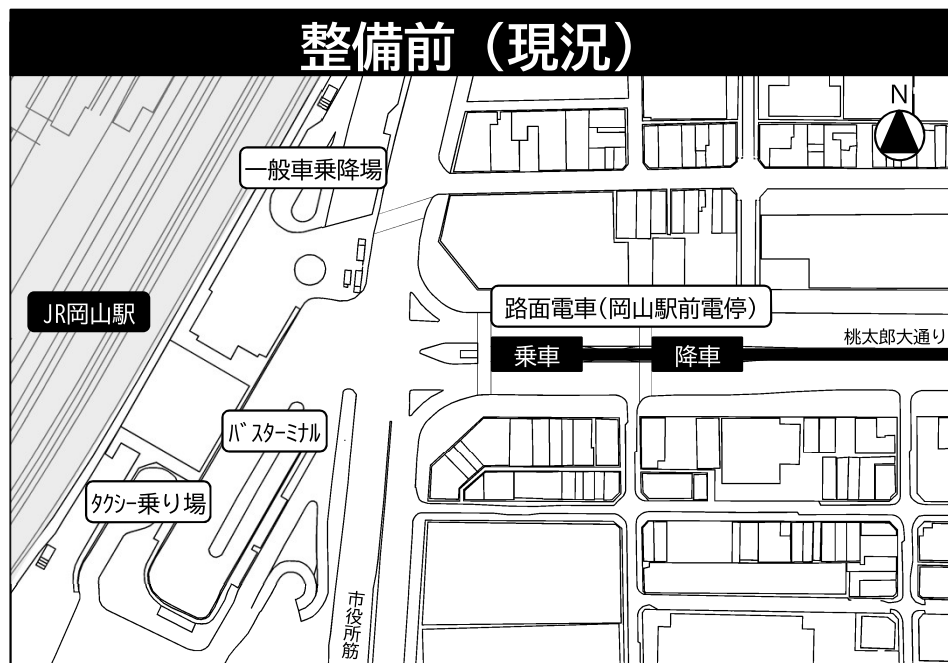 整備前（現況）
N
一般車乗降場
JR岡山駅
路面電車(岡山駅前電停)
桃太郎大通り
乗車
降車
バスターミナル
タクシー乗り場
市役所筋